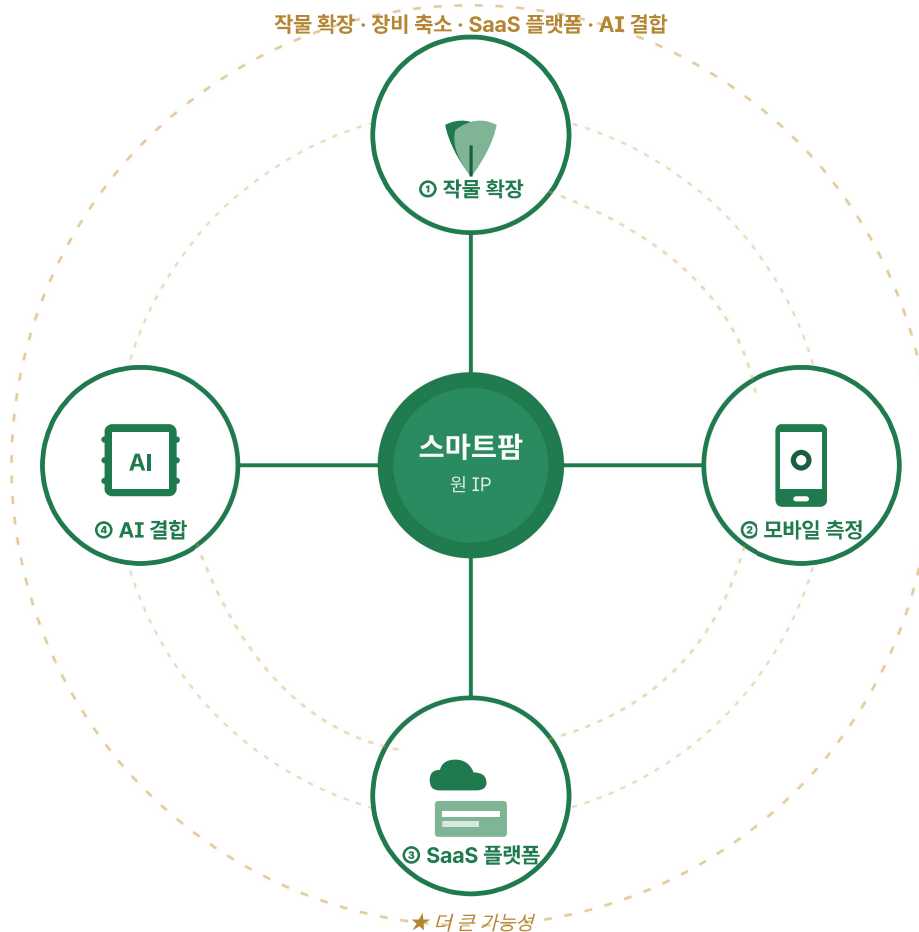 작물 확장 · 장비 축소 · SaaS 플랫폼 · AI 결합
① 작물 확장
스마트팜
원 IP
AI
④ AI 결합
② 모바일 측정
③ SaaS 플랫폼
★ 더 큰 가능성